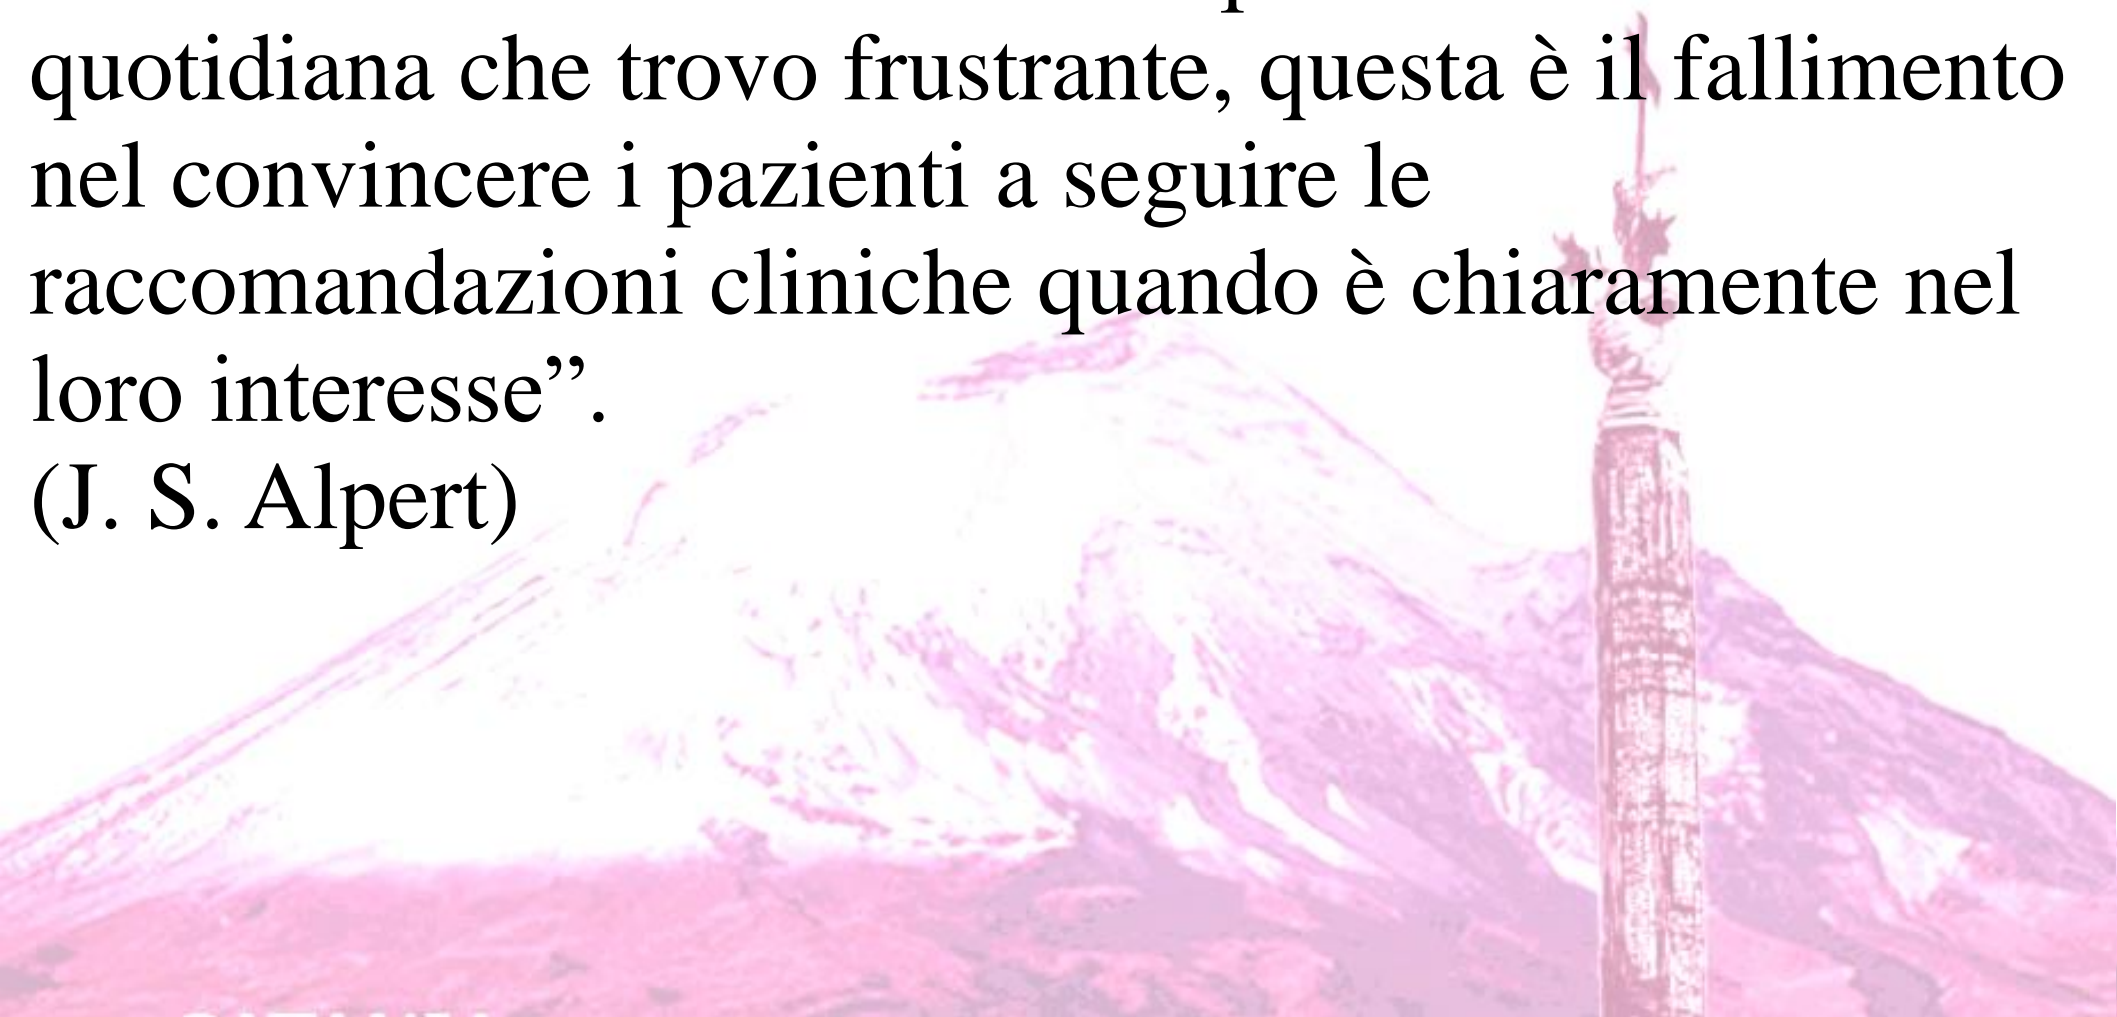 quotidiana che trovo frustrante, questa è il fallimento
nel convincere i pazienti a seguire le
raccomandazioni cliniche quando è chiaramente nel
loro interesse”.
(J. S. Alpert)